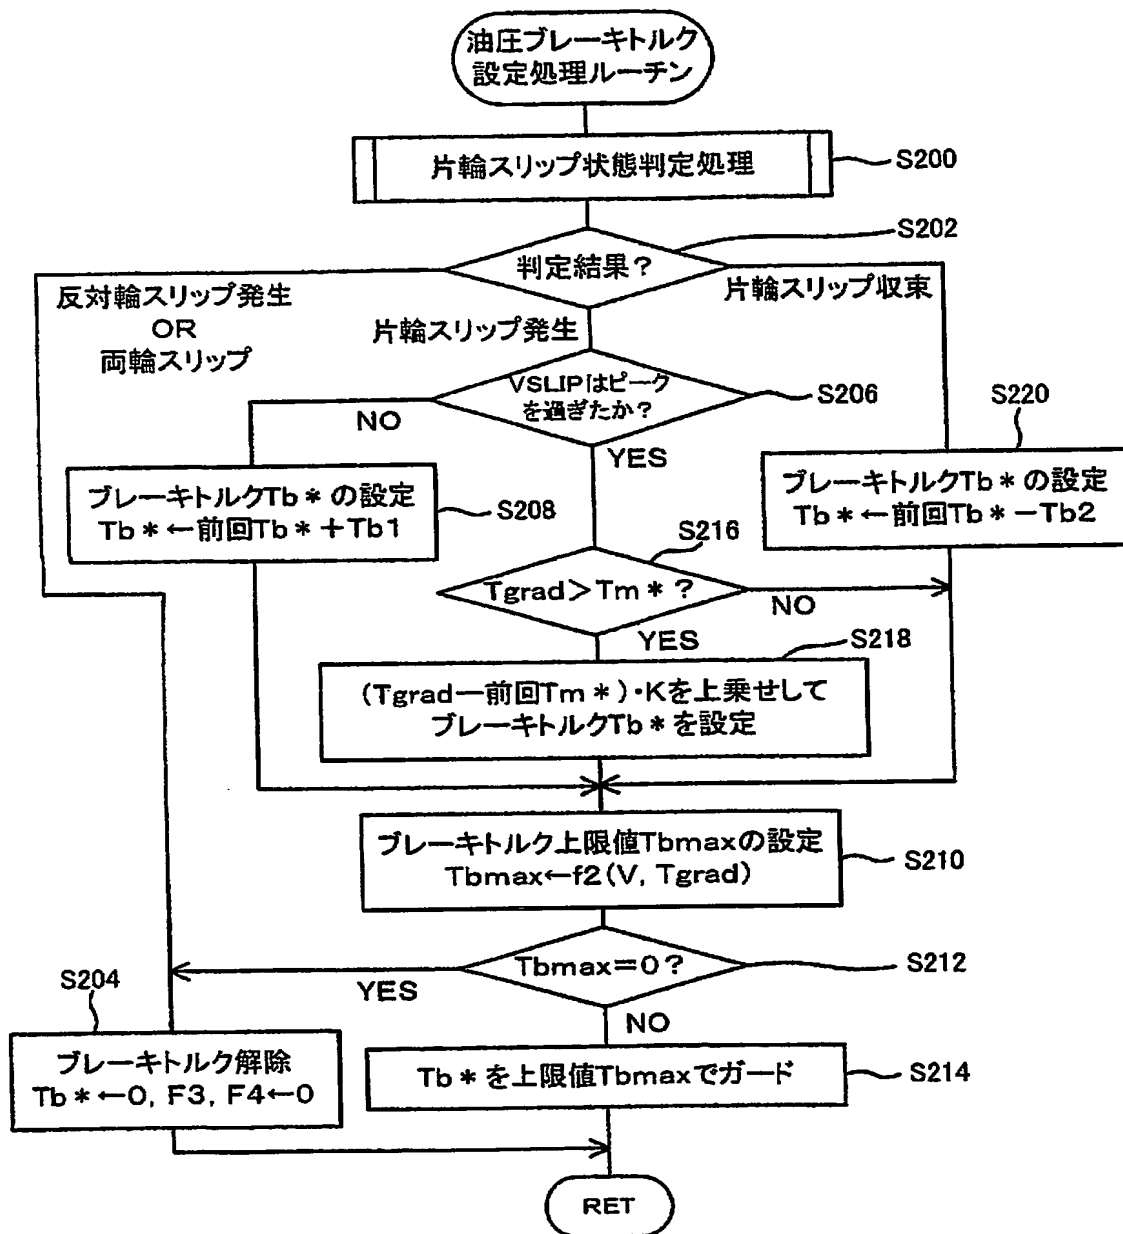 油圧ブレーキトルク
設定処理ルーチン
片輪スリップ状態判定処理
S200
S202
判定結果?
反対輪スリップ発生
OR
両輪スリップ
片輪スリップ発生
片輪スリップ収束
VSLIPはピーク
を過ぎたか?
S206
NO
YES
S220
ブレーキトルクTb*の設定
Tb*←前回Tb*+Tb1
S208
ブレーキトルクTb*の設定
Tb*←前回Tb*-Tb2
S216
Tgrad>Tm*?
NO
YES
S218
(Tgrad-前回Tm*)・Kを上乗せして
ブレーキトルクTb*を設定
ブレーキトルク上限値Tbmaxの設定
Tbmax←f2(V, Tgrad)
S210
Tbmax=0?
S212
YES
NO
S204
ブレーキトルク解除
Tb*←0, F3, F4←0
Tb*を上限値Tbmaxでガード
S214
RET